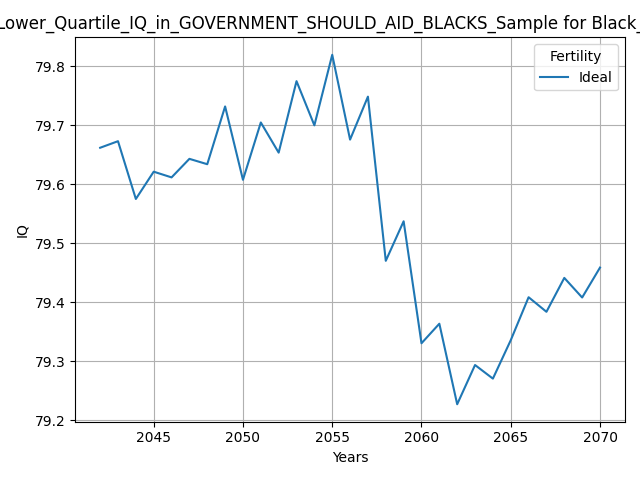 Lower_Quartile_IQ_in_GOVERNMENT_SHOULD_AID_BLACKS_Sample for Black_
Fertility
Ideal
79.8
79.7
79.6
79.5
79.4
79.3
79.2
IQ
2045 2050 2055 2060 2065 2070
Years